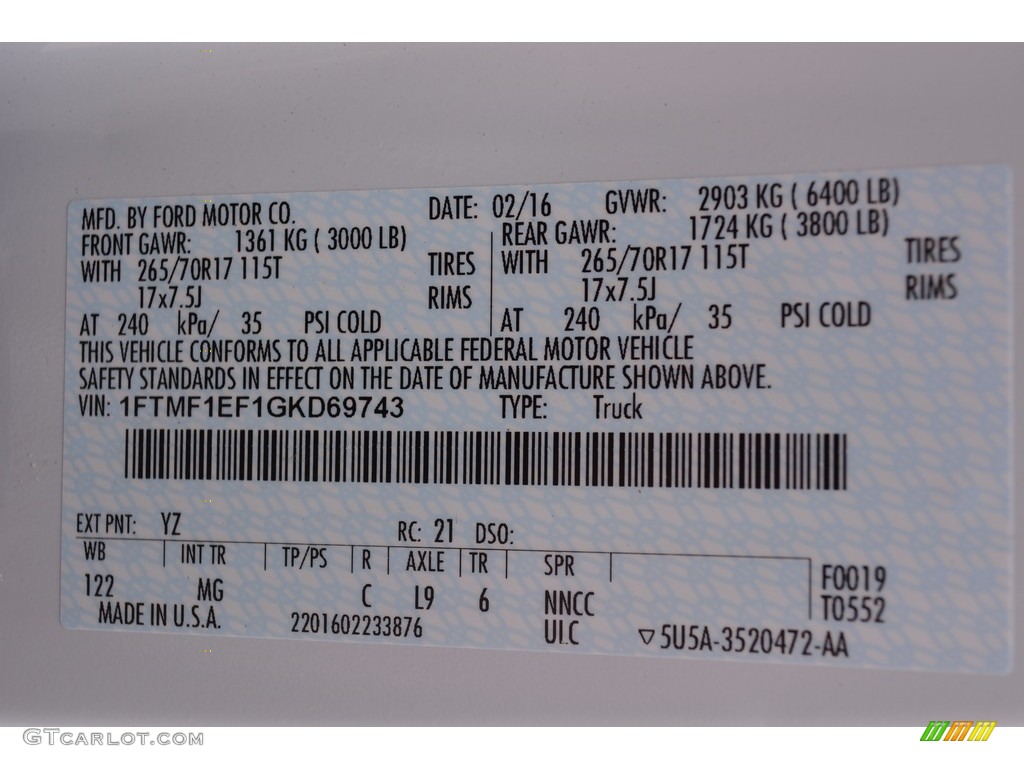 MFD. BY FORD MOTOR CO. DATE: 02/16 GVWR: 2903 KG ( 6400 LB)
FRONT GAWR: 1361 KG ( 3000 LB) REAR GAWR: 1724 KG ( 3800 LB)
WITH 265/70R17 115T TIRES WITH 265/70R17 115T TIRES
17x7.5J RIMS 17x7.5J RIMS
AT 240 kPa/ 35 PSI COLD AT 240 kPa/ 35 PSI COLD
THIS VEHICLE CONFORMS TO ALL APPLICABLE FEDERAL MOTOR VEHICLE
SAFETY STANDARDS IN EFFECT ON THE DATE OF MANUFACTURE SHOWN ABOVE.
VIN: 1FTMF1EF1GKD69743 TYPE: Truck
EXT PNT: YZ RC: 21 DSO:
WB INT TR TP/PS R AXLE TR SPR F0019
122 MG C L9 6 NNCC T0552
MADE IN U.S.A. 2201602233876 UIC ▽5U5A-3520472-AA
GTCARLOT.COM